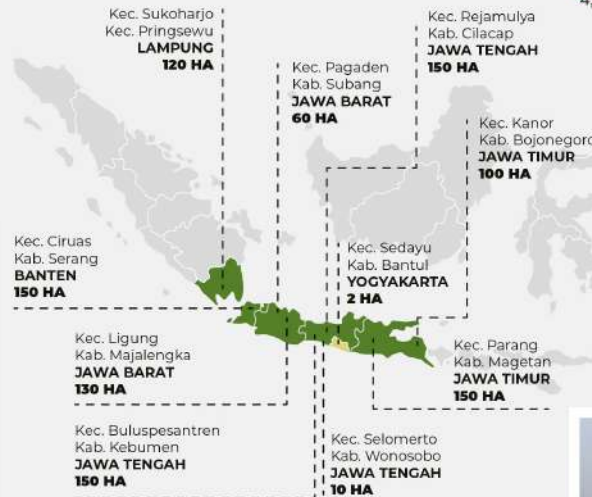 Kec. Sukoharjo
Kec. Pringsewu
LAMPUNG
120 HA
Kec. Pagaden
Kab. Subang
JAWA BARAT
60 HA
Kec. Rejamulya
Kab. Cilacap
JAWA TENGAH
150 HA
Kec. Kanor
Kab. Bojonegoro
JAWA TIMUR
100 HA
Kec. Ciruas
Kab. Serang
BANTEN
150 HA
Kec. Sedayu
Kab. Bantul
YOGYAKARTA
2 HA
Kec. Ligung
Kab. Majalengka
JAWA BARAT
130 HA
Kec. Parang
Kab. Magetan
JAWA TIMUR
150 HA
Kec. Buluspesantren
Kab. Kebumen
JAWA TENGAH
150 HA
Kec. Selomerto
Kab. Wonosobo
JAWA TENGAH
10 HA